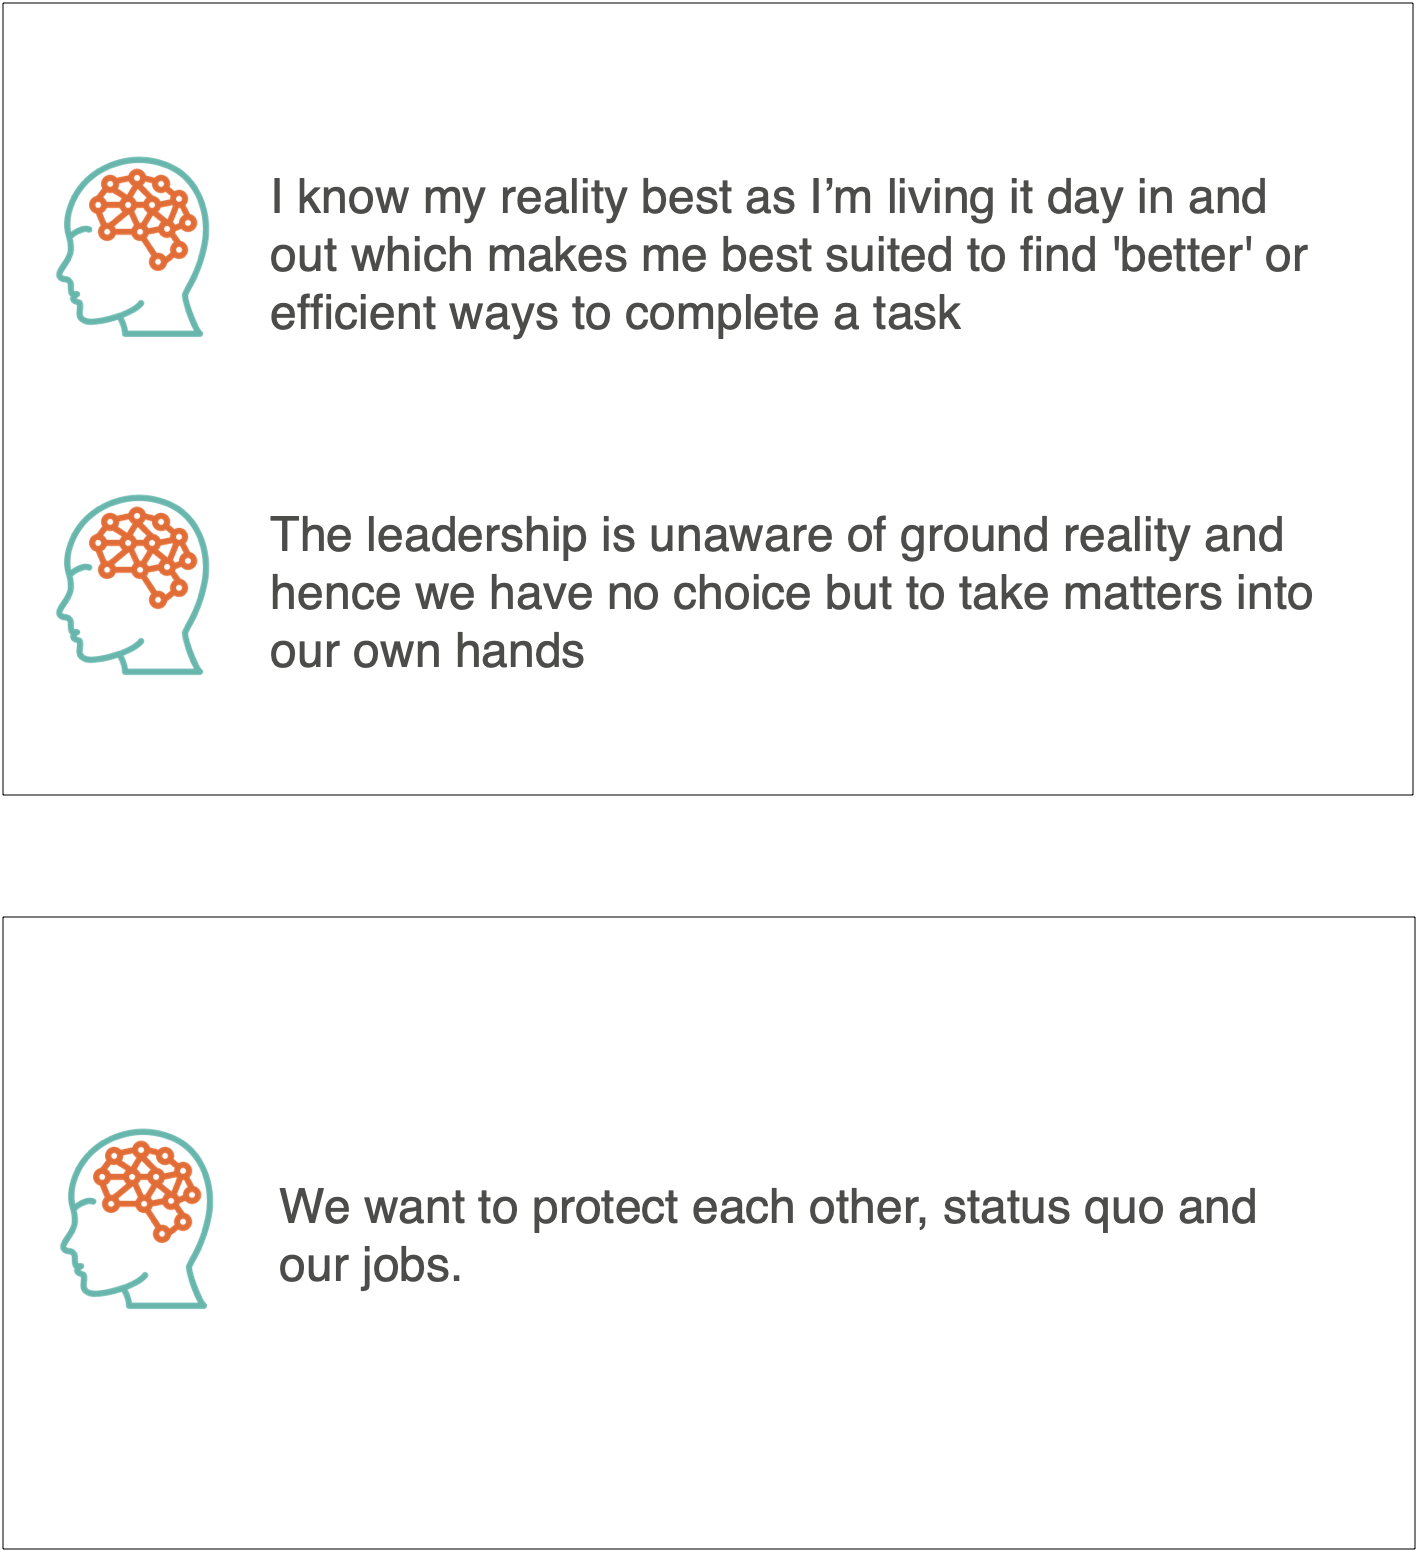 I know my reality best as I’m living it day in and
out which makes me best suited to find 'better' or
efficient ways to complete a task
The leadership is unaware of ground reality and
hence we have no choice but to take matters into
our own hands
We want to protect each other, status quo and
our jobs.